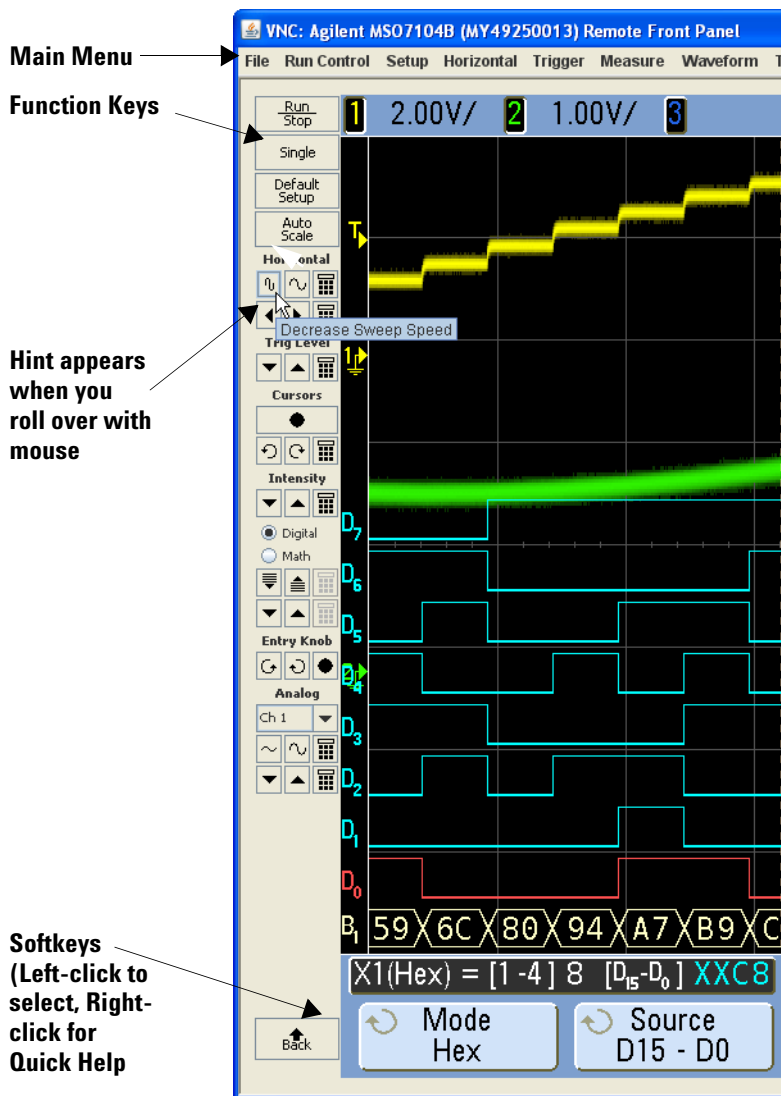 VNC: Agilent MSO7104B (MY49250013) Remote Front Panel
Main Menu
File Run Control Setup Horizontal Trigger Measure Waveform
Function Keys
Run
Stop
1 2.00V/ 2 1.00V/ 3
Single
Default
Setup
Auto
Scale
T
Horizontal
Decrease Sweep Speed
Hint appears
when you
roll over with
mouse
Trig Level
1
Cursors
Intensity
D7
Digital
Math
D6
D5
Entry Knob
D4
Analog
Ch 1
D3
D2
D1
D0
B1 59 6C 80 94 A7 B9 C
X1(Hex) = [1 -4] 8 [D15-D0] XXC8
Softkeys
(Left-click to
select, Right-
click for
Quick Help
Back
Mode
Hex
Source
D15 - D0